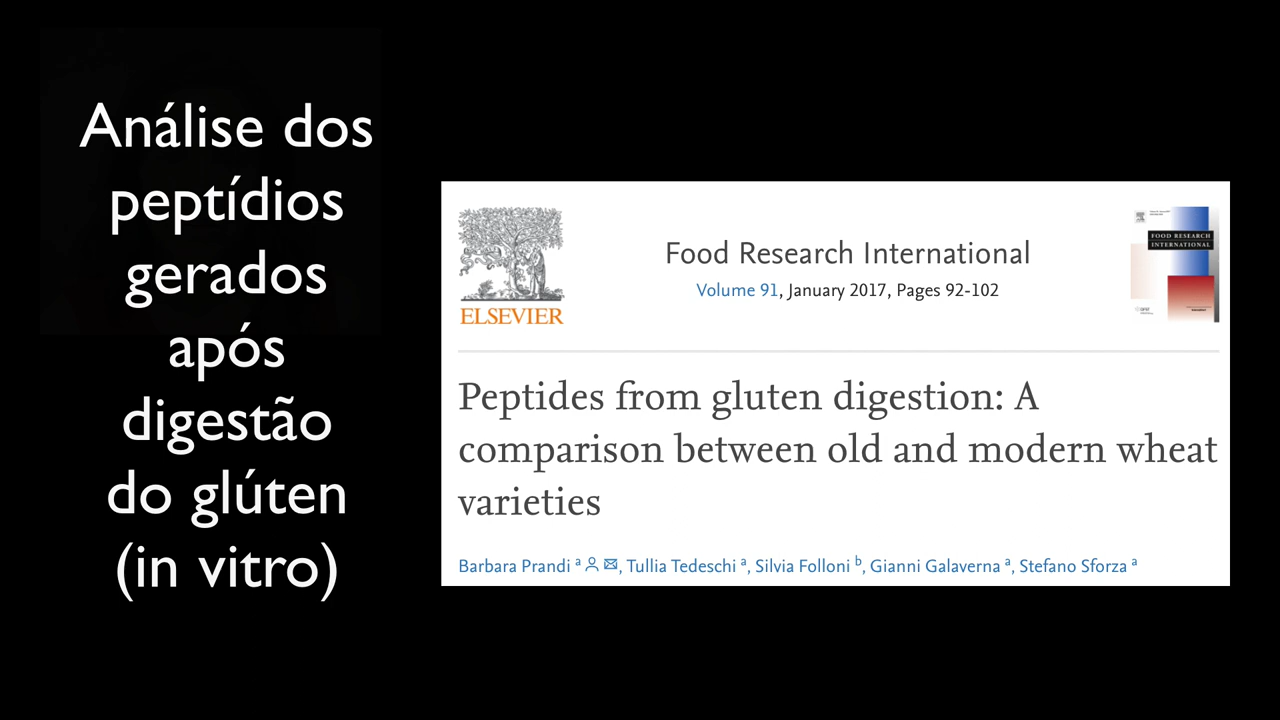 Análise dos
peptídios
gerados
após
digestão
do glúten
(in vitro)
ELSEVIER
Food Research International
Volume 91, January 2017, Pages 92-102
FOOD RESEARCH
INTERNATIONAL
Peptides from gluten digestion: A
comparison between old and modern wheat
varieties
Barbara Prandi a, Tullia Tedeschi a, Silvia Folloni b, Gianni Galaverna a, Stefano Sforza a